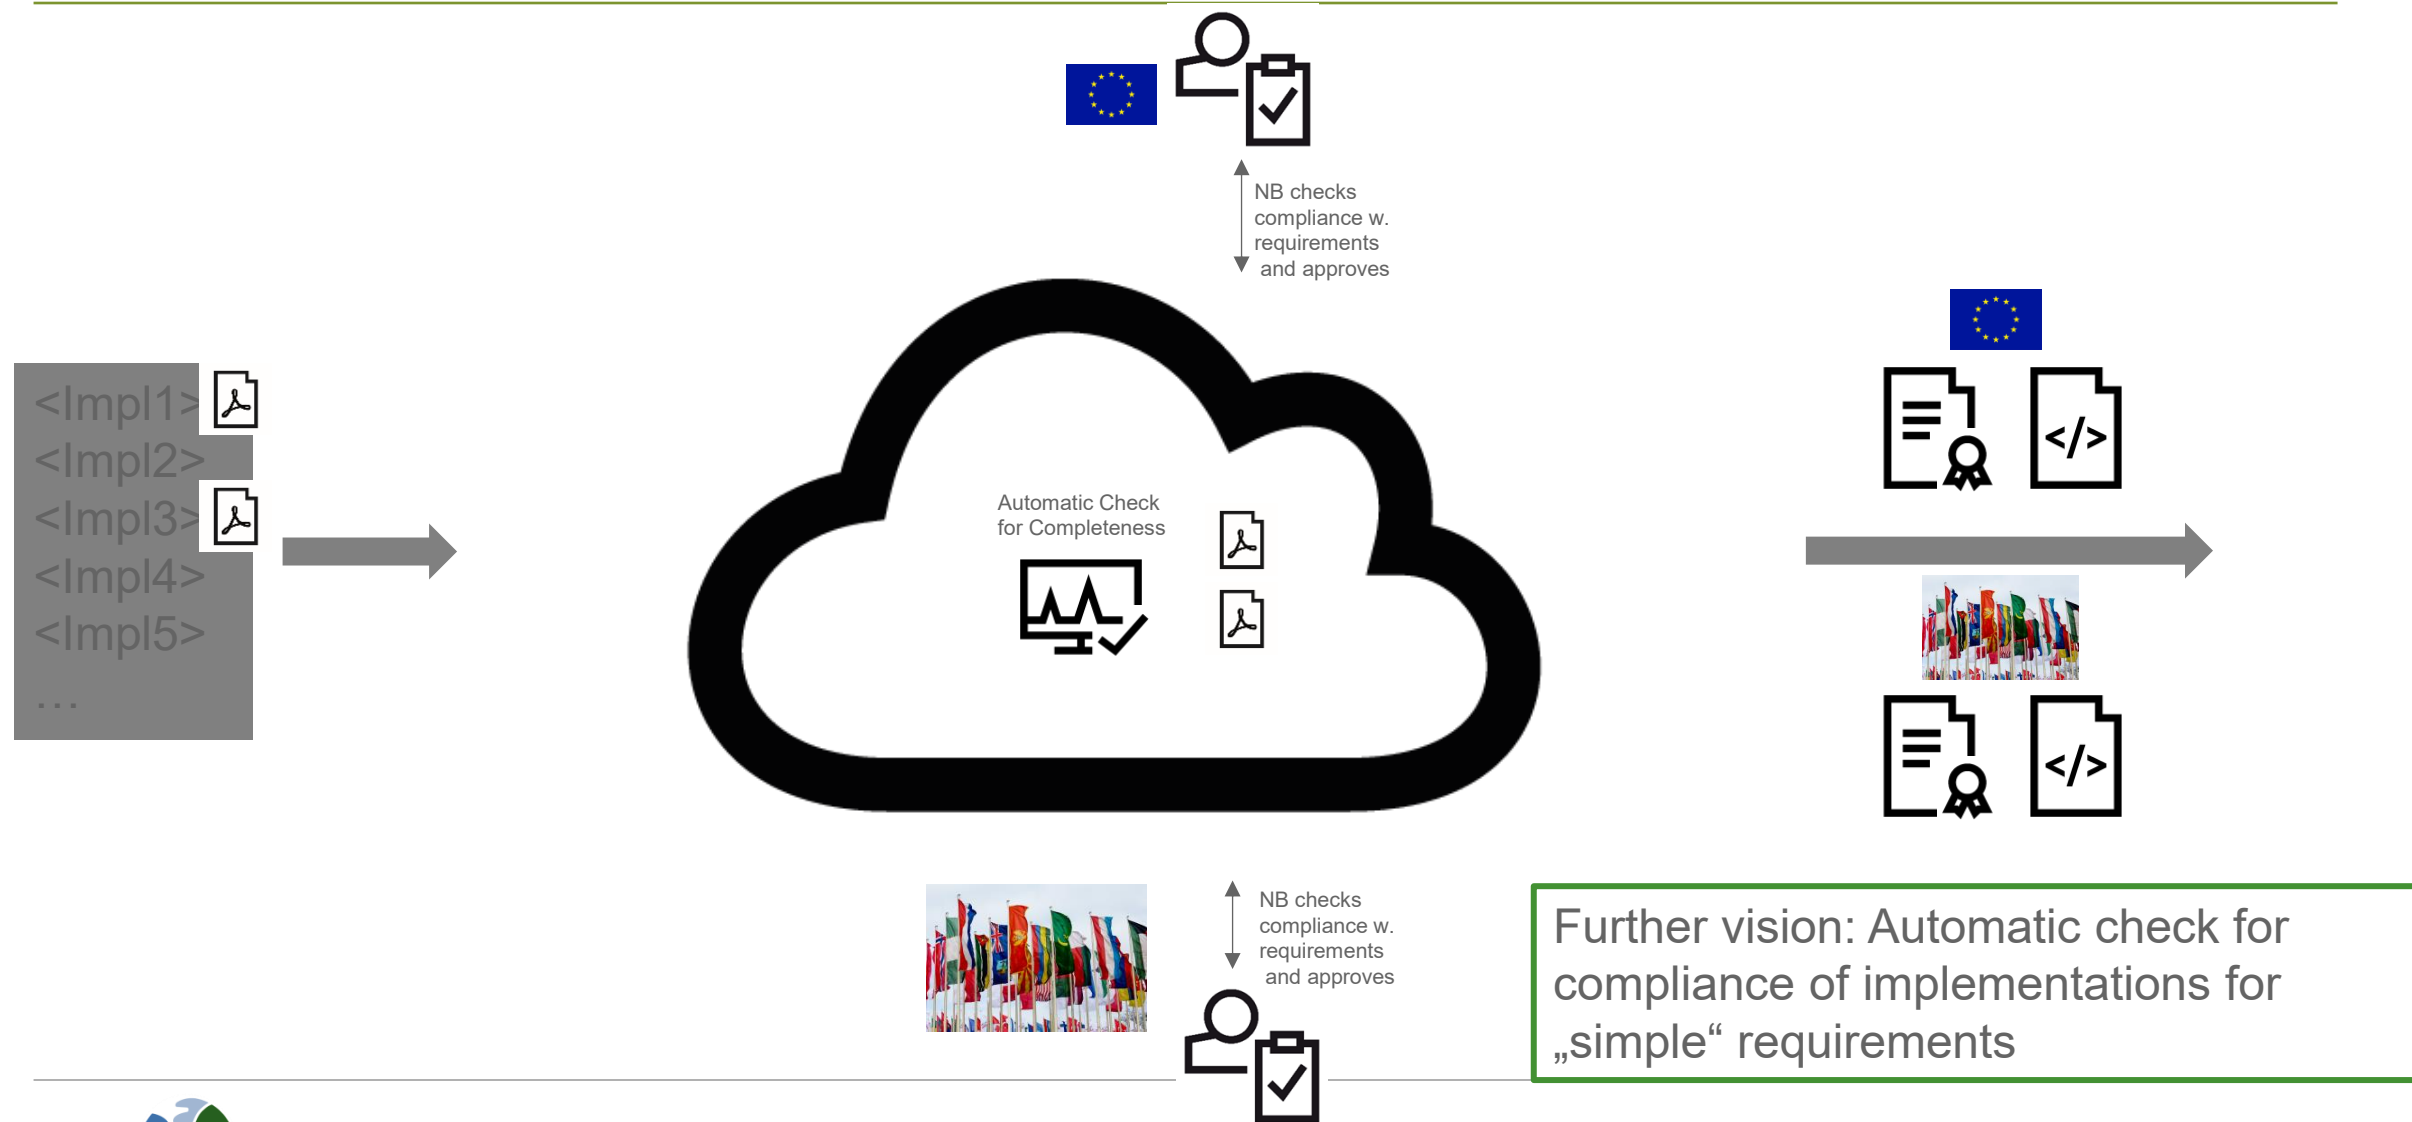 NB checks
compliance w.
requirements
and approves
<Impl1>
<Impl2>
<Impl3>
<Impl4>
<Impl5>
…
Automatic Check
for Completeness
</>
</>
NB checks
compliance w.
requirements
and approves
Further vision: Automatic check for
compliance of implementations for
„simple“ requirements